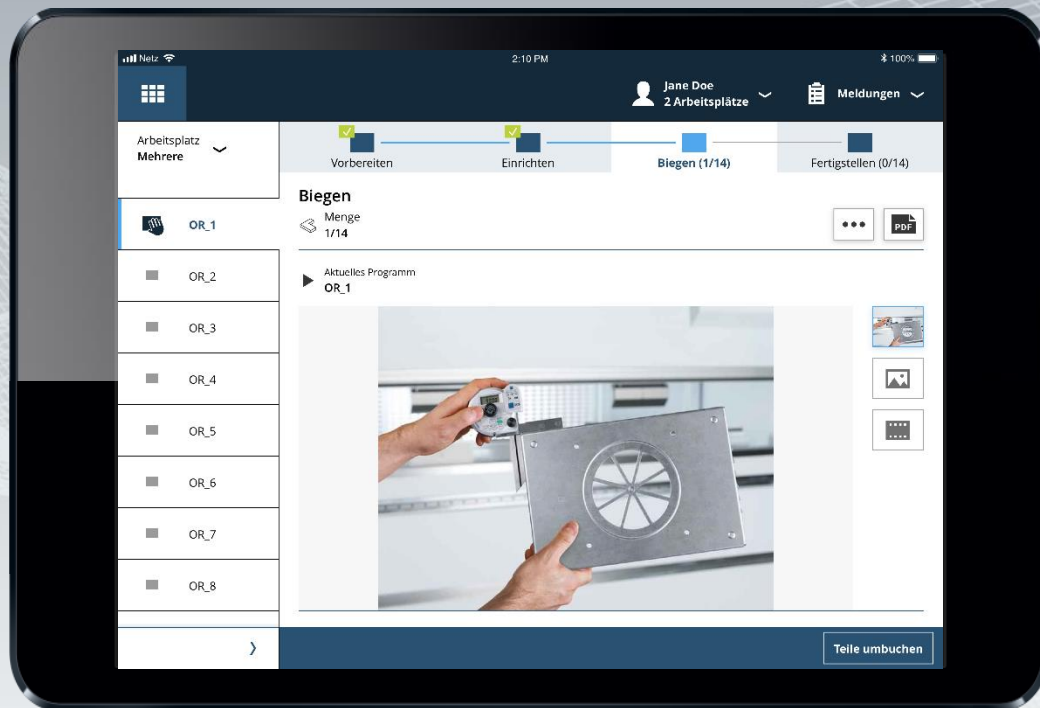 Netz
2:10 PM
100%
Jane Doe
2 Arbeitsplätze
Meldungen
Arbeitsplatz
Mehrere
Vorbereiten
Einrichten
Biegen (1/14)
Fertigstellen (0/14)
Biegen
Menge
1/14
PDF
OR_1
OR_2
OR_3
OR_4
OR_5
OR_6
OR_7
OR_8
Aktuelles Programm
OR_1
Teile umbuchen